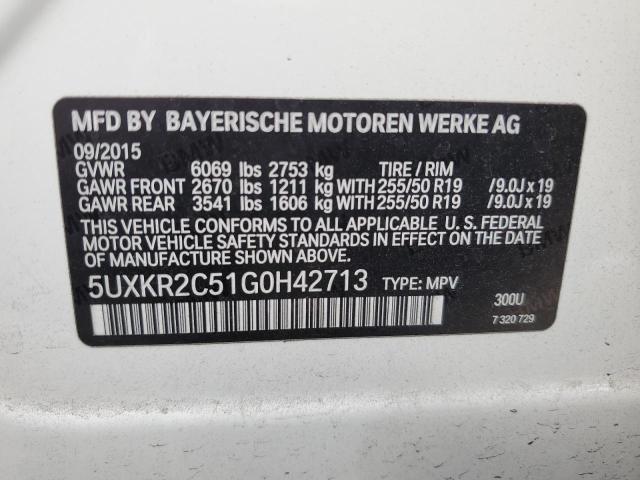 MFD BY BAYERISCHE MOTOREN WERKE AG
09/2015
GVWR 6069 lbs 2753 kg TIRE / RIM
GAWR FRONT 2670 lbs 1211 kg WITH 255/50 R19 /9.0J x 19
GAWR REAR 3541 lbs 1606 kg WITH 255/50 R19 /9.0J x 19
THIS VEHICLE CONFORMS TO ALL APPLICABLE U. S. FEDERAL
MOTOR VEHICLE SAFETY STANDARDS IN EFFECT ON THE DATE
OF MANUFACTURE SHOWN ABOVE.
5UXKR2C51G0H42713 TYPE: MPV
300U
7 320 729